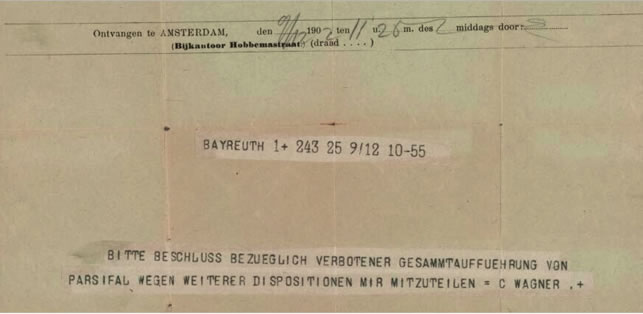 Ontvangen te AMSTERDAM, den 9/12 1902 ten 11 u 26 m. des middags door:
(Bijkantoor Hobbemastraat) (draad . . . . )
BAYREUTH 1+ 243 25 9/12 10-55
BITTE BESCHLUSS BEZUEGLICH VERBOTENER GESAMMTAUFFUEHRUNG VON
PARSIFAL WEGEN WEITERER DISPOSITIONEN MIR MITZUTEILEN = C WAGNER .+